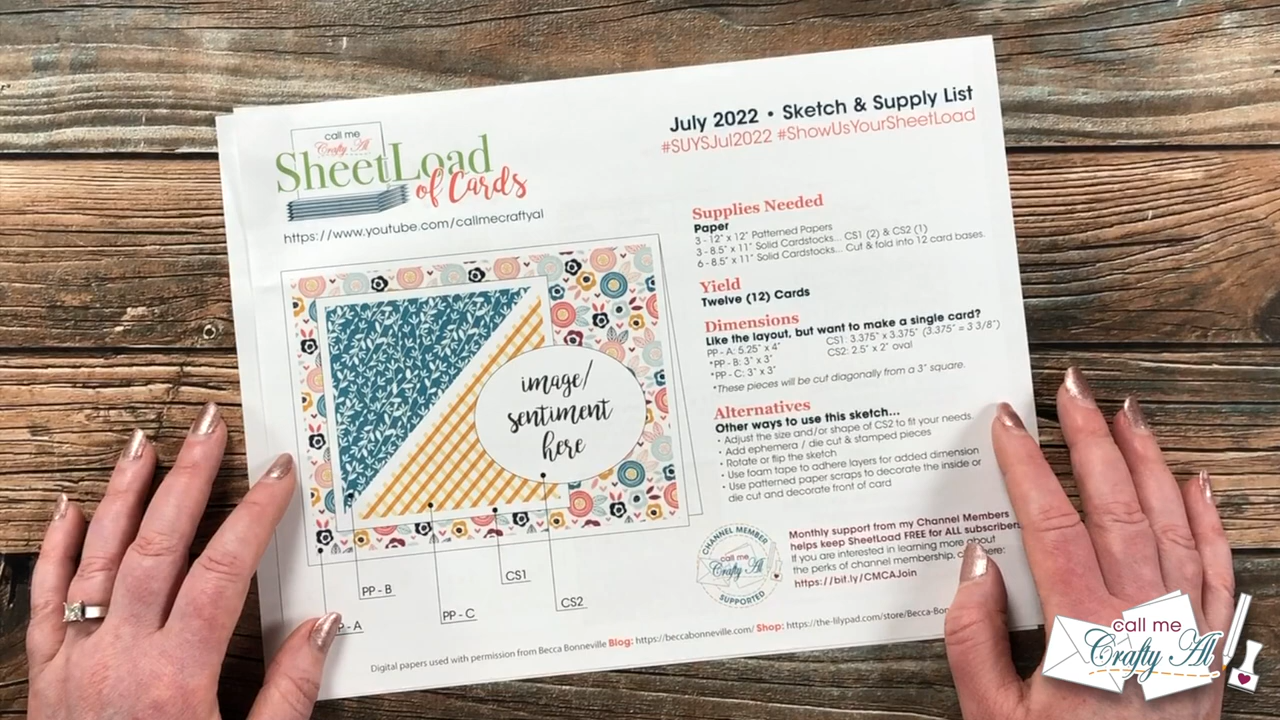 call me
Crafty Al
SheetLoad
of Cards
https://www.youtube.com/callmecraftyal
July 2022 • Sketch & Supply List
#SUYSJul2022 #ShowUsYourSheetLoad
image/
sentiment
here
PP - B
CS1
PP - C
CS2
P - A
Supplies Needed
Paper
3 - 12" x 12" Patterned Papers
3 - 8.5" x 11" Solid Cardstocks... CS1 (2) & CS2 (1)
6 - 8.5" x 11" Solid Cardstocks... Cut & fold into 12 card bases.
Yield
Twelve (12) Cards
Dimensions
Like the layout, but want to make a single card?
PP - A: 5.25" x 4" CS1: 3.375" x 3.375" (3.375" = 3 3/8")
*PP - B: 3" x 3" CS2: 2.5" x 2" oval
*PP - C: 3" x 3"
*These pieces will be cut diagonally from a 3" square.
Alternatives
Other ways to use this sketch...
• Adjust the size and/or shape of CS2 to fit your needs.
• Add ephemera / die cut & stamped pieces
• Rotate or flip the sketch
• Use foam tape to adhere layers for added dimension
• Use patterned paper scraps to decorate the inside or
die cut and decorate front of card
CHANNEL MEMBER
call me
Crafty Al
SUPPORTED
Monthly support from my Channel Members
helps keep SheetLoad FREE for ALL subscribers
If you are interested in learning more about
the perks of channel membership, here:
https://bit.ly/CMCAJoin
Digital papers used with permission from Becca Bonneville Blog: https://beccabonneville.com/ Shop: https://the-lilypad.com/store/Becca-Bon
call me
Crafty Al